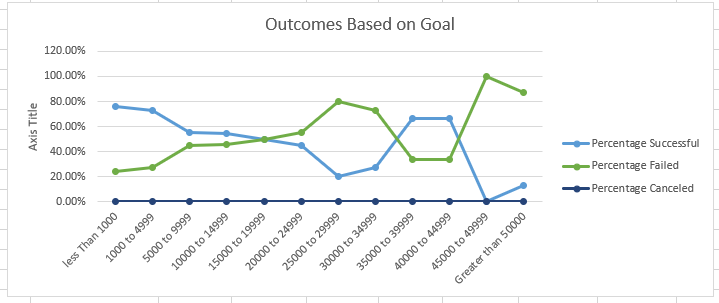 Outcomes Based on Goal
120.00%
100.00%
80.00%
60.00%
40.00%
20.00%
0.00%
Axis Title
less Than 1000
1000 to 4999
5000 to 9999
10000 to 14999
15000 to 19999
20000 to 24999
25000 to 29999
30000 to 34999
35000 to 39999
40000 to 44999
45000 to 49999
Greater than 50000
Percentage Successful
Percentage Failed
Percentage Canceled